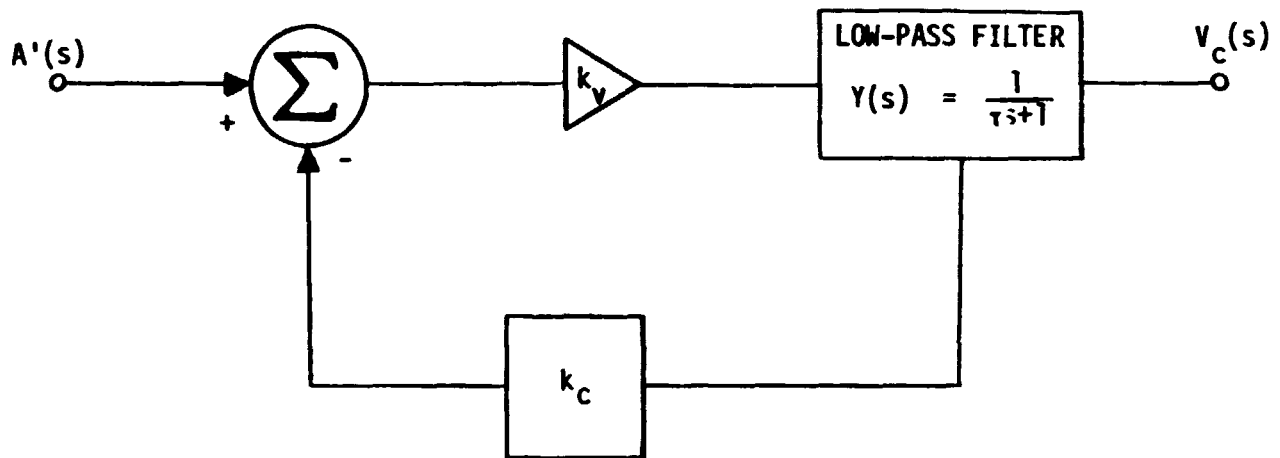 A'(s)
+
-
Σ
k_v
LOW-PASS FILTER
Y(s) = 1/(τs+1)
V_c(s)
k_c